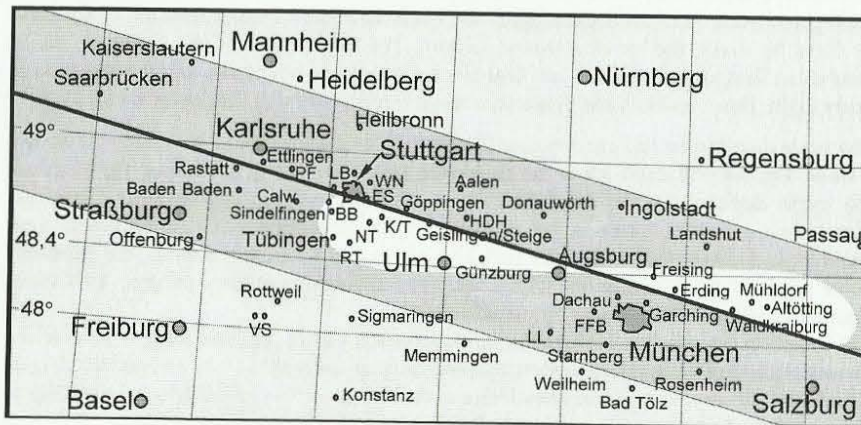 Kaiserslautern
Mannheim
Saarbrücken
Heidelberg
Nürnberg
49°
Heilbronn
Karlsruhe
Ettlingen
Stuttgart
Regensburg
Rastatt
PF
LB
WN
Aalen
Baden Baden
Calw
ES
Göppingen
Donauwörth
Ingolstadt
Straßburg
Sindelfingen
BB
K/T
HDH
Landshut
Passau
Offenburg
Tübingen
NT
Geislingen/Steige
48,4°
RT
Ulm
Günzburg
Augsburg
Freising
Rottweil
Dachau
Erding
Mühldorf
48°
Altötting
Freiburg
VS
Sigmaringen
FFB
Garching
Waldkraiburg
LL
Memmingen
Starnberg
München
Weilheim
Rosenheim
Basel
Konstanz
Bad Tölz
Salzburg